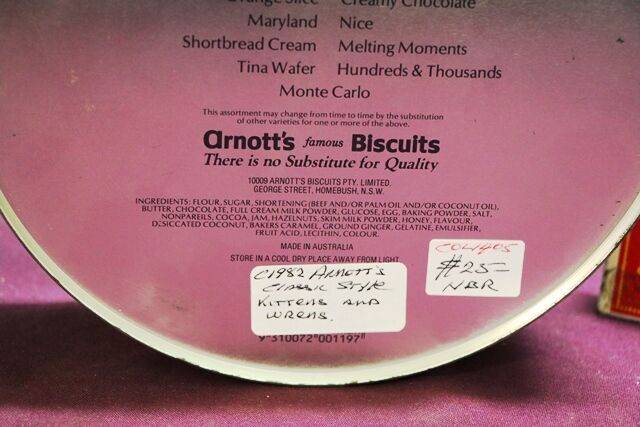 Orange Slice Creamy Chocolate
Maryland Nice
Shortbread Cream Melting Moments
Tina Wafer Hundreds & Thousands
Monte Carlo
This assortment may change from time to time by the substitution
of other varieties for one or more of the above.
arnott's famous Biscuits
There is no Substitute for Quality
10009 ARNOTT'S BISCUITS PTY. LIMITED.
GEORGE STREET, HOMEBUSH, N.S.W.
INGREDIENTS: FLOUR, SUGAR, SHORTENING (BEEF AND/OR PALM OIL AND/OR COCONUT OIL),
BUTTER, CHOCOLATE, FULL CREAM MILK POWDER, GLUCOSE, EGG, BAKING POWDER, SALT,
NONPAREILS, COCOA, JAM, HAZELNUTS, SKIM MILK POWDER, HONEY, FLAVOUR,
DESICCATED COCONUT, BAKERS CARAMEL, GROUND GINGER, GELATINE, EMULSIFIER,
FRUIT ACID, LECITHIN, COLOUR.
MADE IN AUSTRALIA
STORE IN A COOL DRY PLACE AWAY FROM LIGHT
C1982 ARNOTT'S
CLASSIC STYLE
KITTENS AND
WRENS.
9 310072 001197
COL1405
$25-
NBR